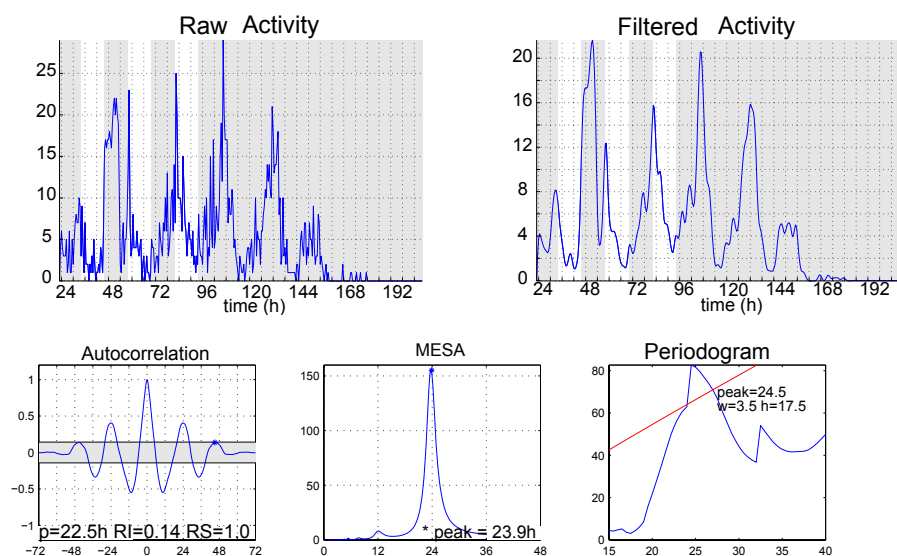 Raw Activity
25
20
15
10
5
0
24 48 72 96 120 144 168 192
time (h)
Filtered Activity
20
16
12
8
4
0
24 48 72 96 120 144 168 192
time (h)
Autocorrelation
1
0.5
0
−0.5
−1
p=22.5h RI=0.14 RS=1.0
−72 −48 −24 0 24 48 72
MESA
150
100
50
0
* peak = 23.9h
0 12 24 36 48
Periodogram
80
60
40
20
0
peak=24.5
w=3.5 h=17.5
15 20 25 30 35 40